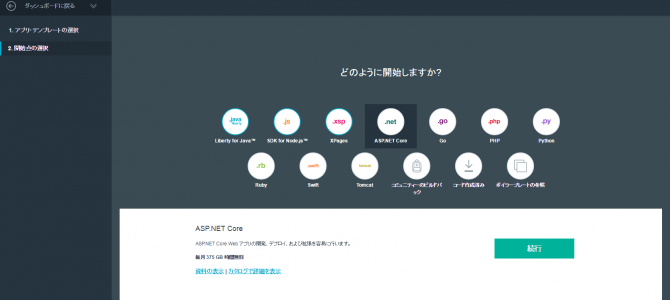 ダッシュボードに戻る
1. アプリ・テンプレートの選択
2. 開始点の選択
どのように開始しますか?
java
.js
.xsp
.net
.go
.php
.py
Liberty for Java™
SDK for Node.js™
XPages
ASP.NET Core
Go
PHP
Python
.rb
swift
tomcat
Ruby
Swift
Tomcat
コミュニティーのビルドパック
コード作成済み
ボイラープレートの参照
ASP.NET Core
ASP.NET Core Web アプリの開発、デプロイ、および拡張を容易に行います。
毎月 375 GB 時間無料
資料の表示 | カタログで詳細を表示
続行